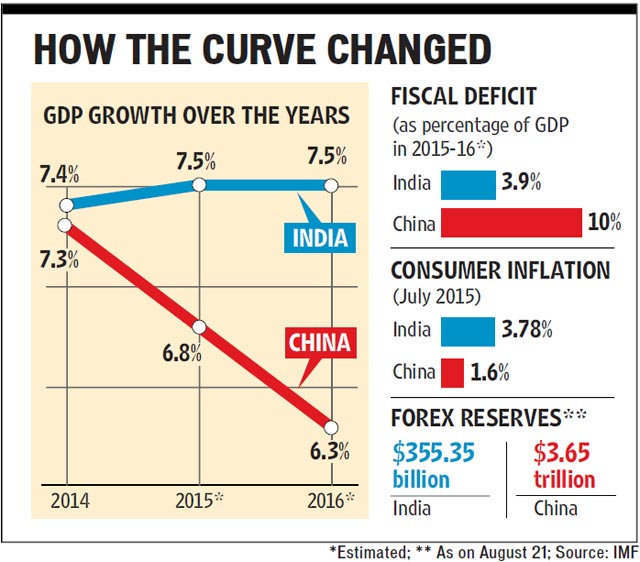 HOW THE CURVE CHANGED
GDP GROWTH OVER THE YEARS
7.4%
7.5%
7.5%
INDIA
7.3%
6.8%
CHINA
6.3%
2014
2015*
2016*
FISCAL DEFICIT
(as percentage of GDP
in 2015-16*)
India 3.9%
China 10%
CONSUMER INFLATION
(July 2015)
India 3.78%
China 1.6%
FOREX RESERVES**
$355.35
billion
India
$3.65
trillion
China
*Estimated; ** As on August 21; Source: IMF